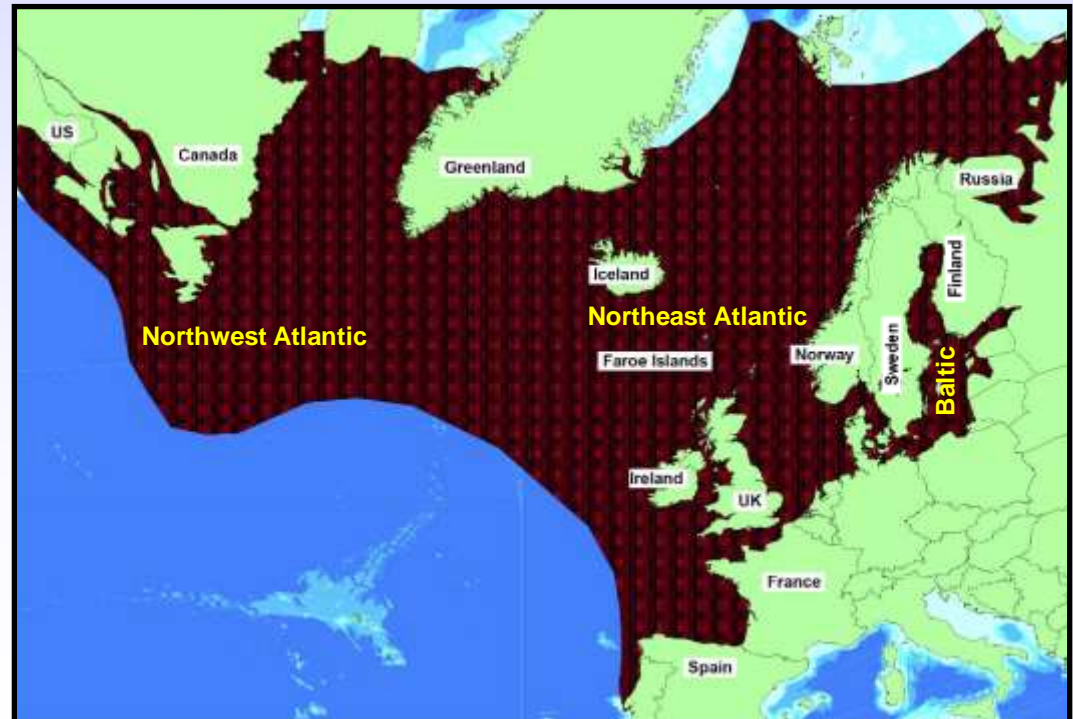 US
Canada
Greenland
Russia
Iceland
Finland
Northeast Atlantic
Northwest Atlantic
Faroe Islands
Norway
Sweden
Baltic
Ireland
UK
France
Spain